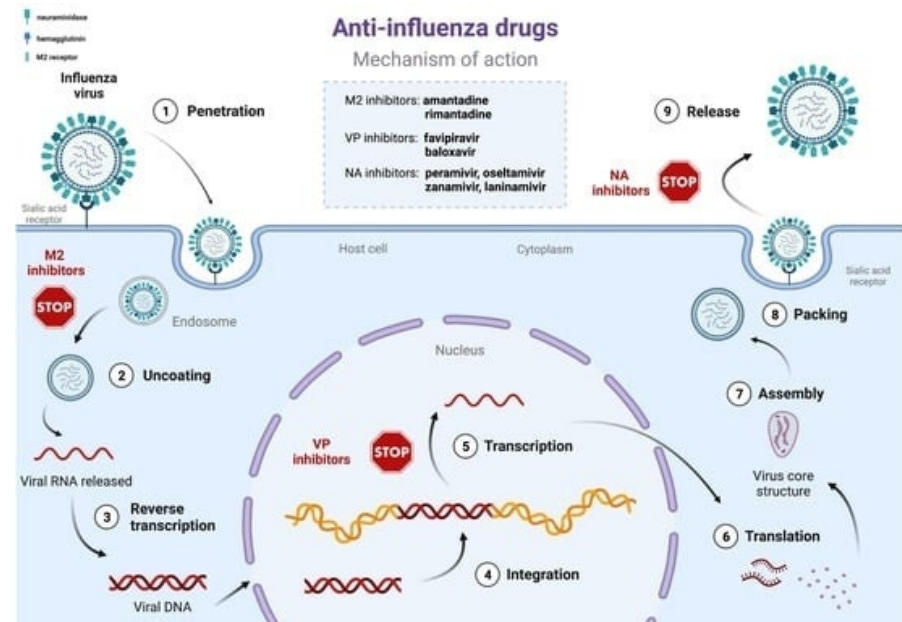 neuraminidase
hemagglutinin
M2 receptor
Anti-influenza drugs
Mechanism of action
Influenza
virus
1 Penetration
M2 inhibitors: amantadine
rimantadine
VP inhibitors: favipiravir
baloxavir
NA inhibitors: peramivir, oseltamivir
zanamivir, laninamivir
9 Release
NA
inhibitors
STOP
Sialic acid
receptor
Host cell
Cytoplasm
Sialic acid
receptor
M2
inhibitors
STOP
Endosome
2 Uncoating
Viral RNA released
3 Reverse
transcription
Viral DNA
Nucleus
VP
inhibitors
STOP
5 Transcription
4 Integration
8 Packing
7 Assembly
Virus core
structure
6 Translation